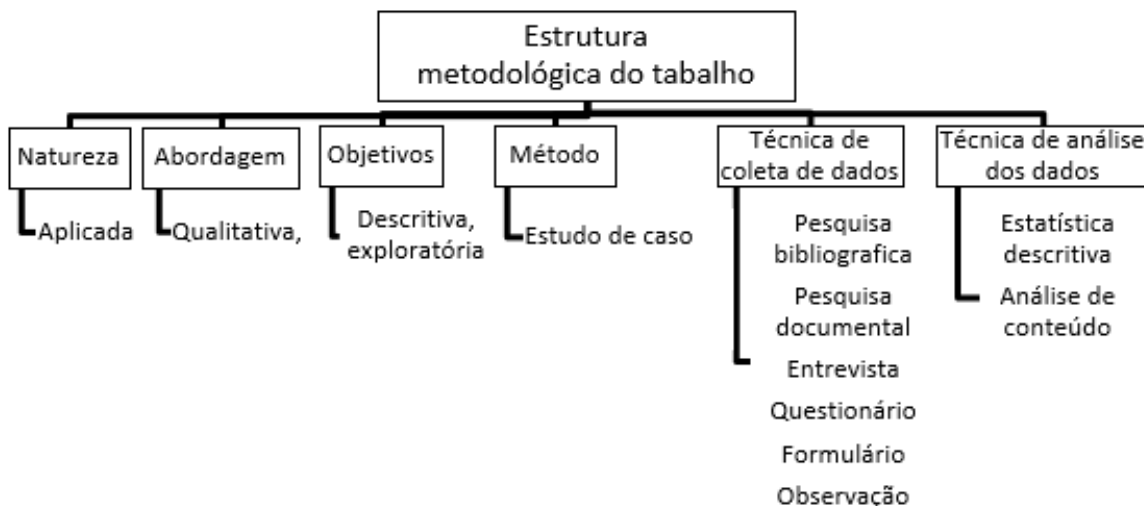 Estrutura
metodológica do tabalho
Natureza
Aplicada
Abordagem
Qualitativa,
Objetivos
Descritiva,
exploratória
Método
Estudo de caso
Técnica de
coleta de dados
Pesquisa
bibliografica
Pesquisa
documental
Entrevista
Questionário
Formulário
Observação
Técnica de análise
dos dados
Estatística
descritiva
Análise de
conteúdo